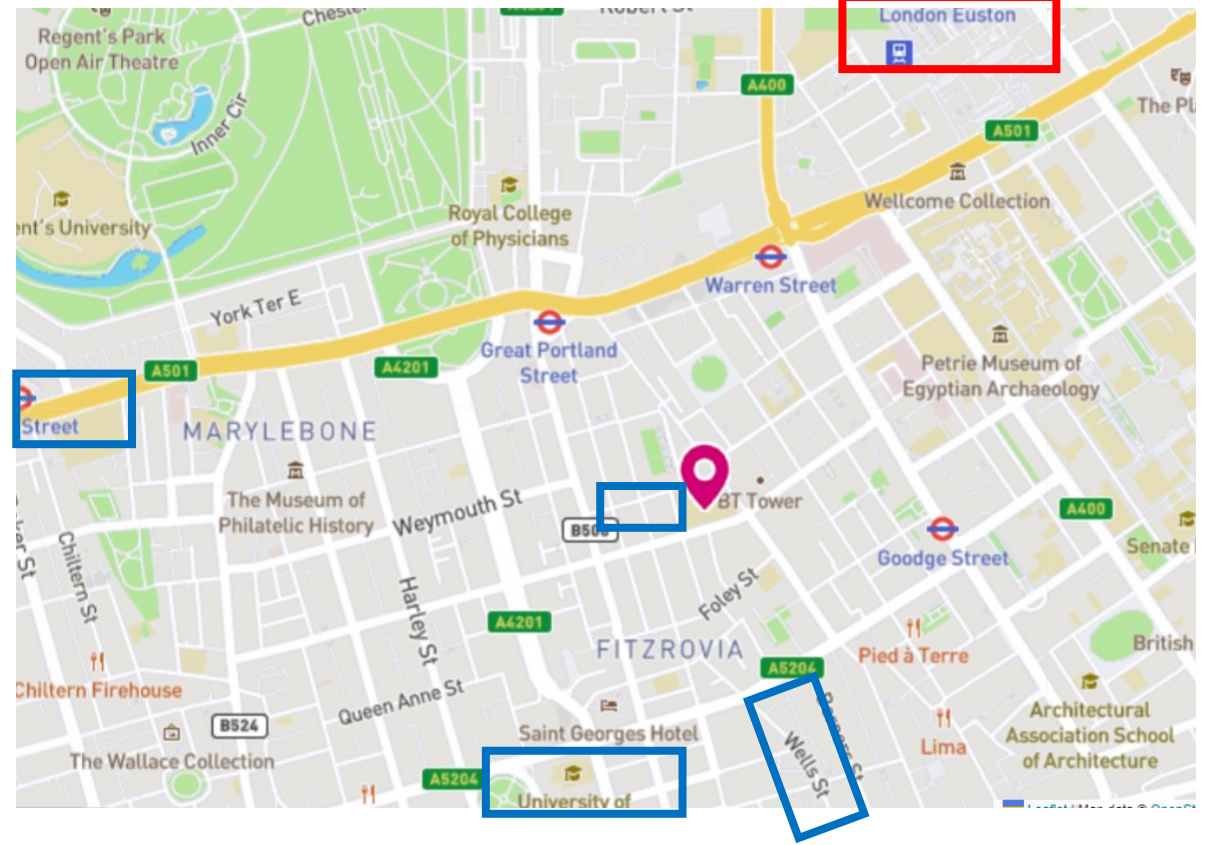 Chester
A4201
Robert St
London Euston
Regent's Park
Open Air Theatre
Inner Cir
A400
The Pl
A501
ent's University
Royal College
of Physicians
Wellcome Collection
Warren Street
York Ter E
Great Portland
Street
A501
A4201
Petrie Museum of
Egyptian Archaeology
Street
MARYLEBONE
The Museum of
Philatelic History
Weymouth St
B506
BT Tower
A400
Goodge Street
Senate
ker St
Chiltern St
Harley St
Foley St
A4201
FITZROVIA
A5204
Pied à Terre
British
Chiltern Firehouse
Queen Anne St
B524
Saint Georges Hotel
Wells St
Lima
Architectural
Association School
of Architecture
The Wallace Collection
A5204
University of